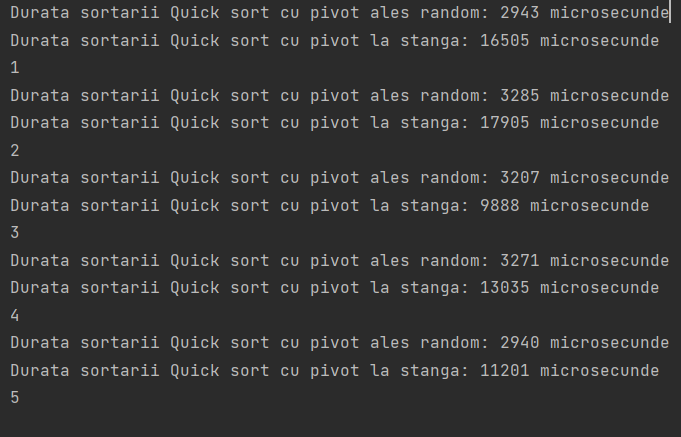 Durata sortarii Quick sort cu pivot ales random: 2943 microsecunde
Durata sortarii Quick sort cu pivot la stanga: 16505 microsecunde
1
Durata sortarii Quick sort cu pivot ales random: 3285 microsecunde
Durata sortarii Quick sort cu pivot la stanga: 17905 microsecunde
2
Durata sortarii Quick sort cu pivot ales random: 3207 microsecunde
Durata sortarii Quick sort cu pivot la stanga: 9888 microsecunde
3
Durata sortarii Quick sort cu pivot ales random: 3271 microsecunde
Durata sortarii Quick sort cu pivot la stanga: 13035 microsecunde
4
Durata sortarii Quick sort cu pivot ales random: 2940 microsecunde
Durata sortarii Quick sort cu pivot la stanga: 11201 microsecunde
5